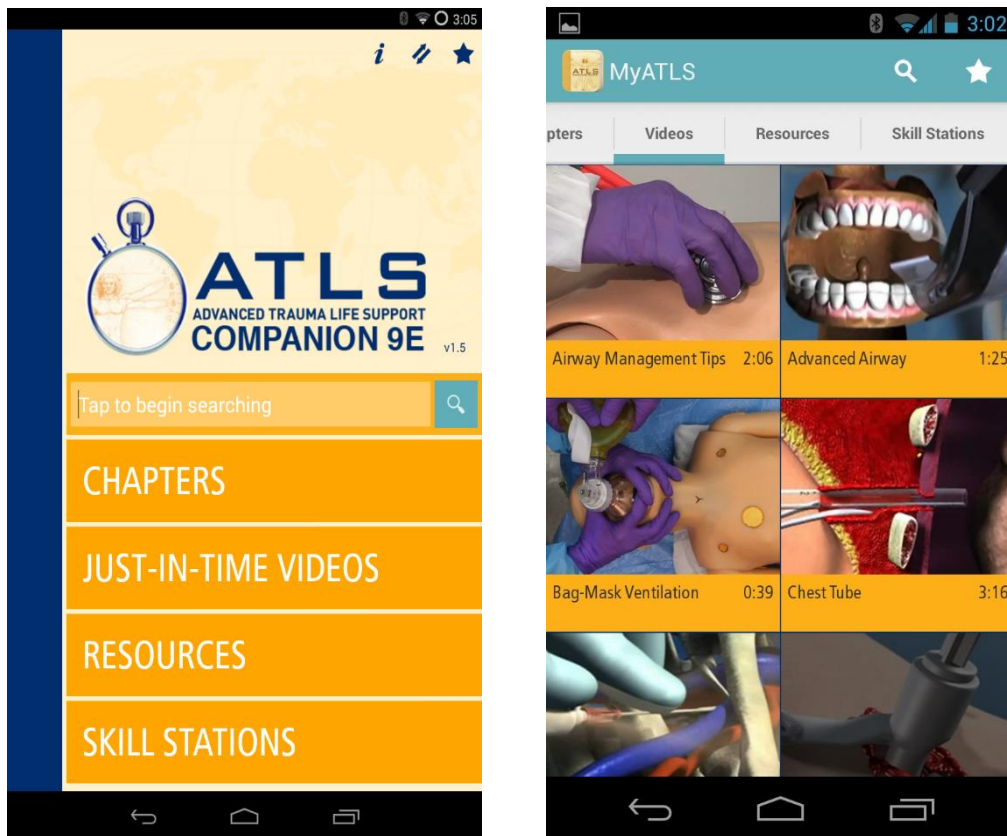 3:05
i
ATLS
ADVANCED TRAUMA LIFE SUPPORT
COMPANION 9E v1.5
Tap to begin searching
CHAPTERS
JUST-IN-TIME VIDEOS
RESOURCES
SKILL STATIONS
3:02
ATLS MyATLS
pters Videos Resources Skill Stations
Airway Management Tips 2:06 Advanced Airway 1:25
Bag-Mask Ventilation 0:39 Chest Tube 3:16